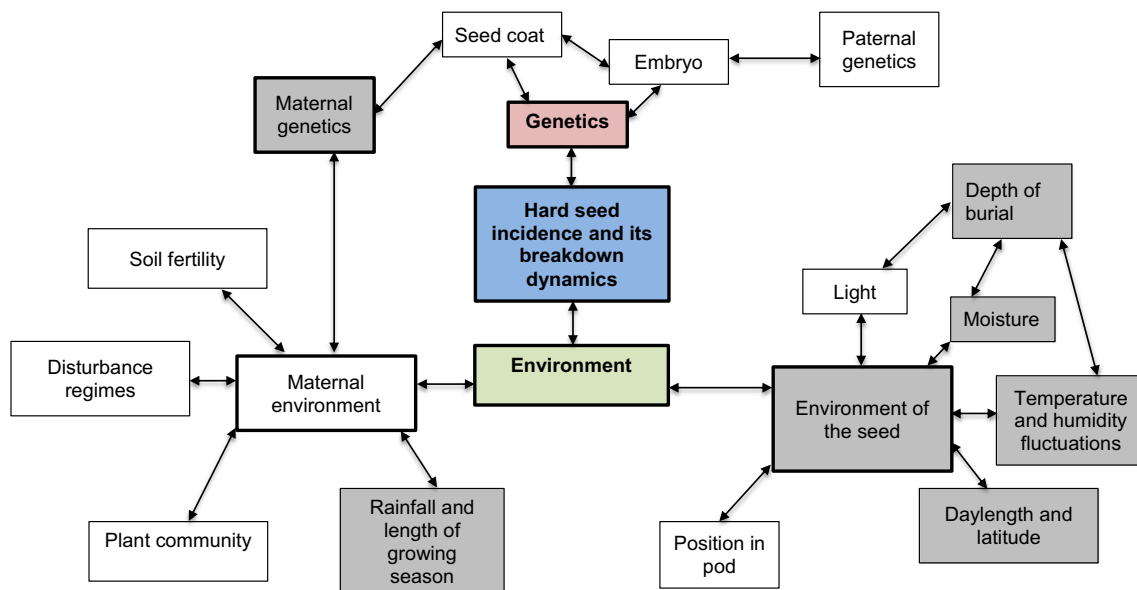 Seed coat
Embryo
Paternal
genetics
Maternal
genetics
Genetics
Hard seed
incidence and its
breakdown
dynamics
Depth of
burial
Soil fertility
Light
Moisture
Disturbance
regimes
Maternal
environment
Environment
Environment of
the seed
Temperature
and humidity
fluctuations
Plant community
Rainfall and
length of
growing
season
Position in
pod
Daylength and
latitude